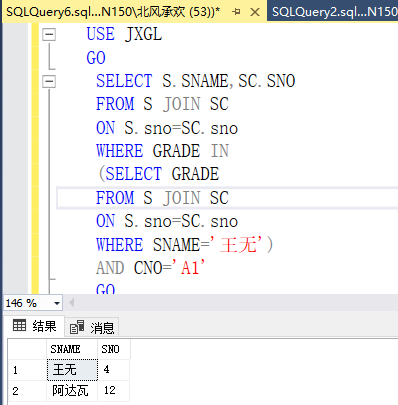 SQLQuery6.sql...N150\北风承欢 (53))* SQLQuery2.sql...N150
USE JXGL
GO
SELECT S.SNAME,SC.SNO
FROM S JOIN SC
ON S.sno=SC.sno
WHERE GRADE IN
(SELECT GRADE
FROM S JOIN SC
ON S.sno=SC.sno
WHERE SNAME='王无')
AND CNO='A1'
GO
146 %
结果 消息
SNAME SNO
1 王无 4
2 阿达瓦 12